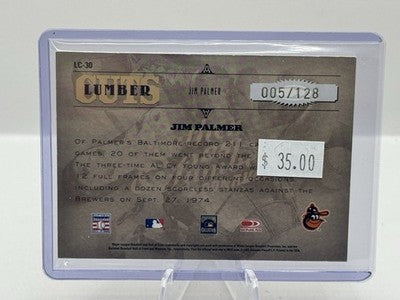 LC-30
CUTS
LUMBER
JIM PALMER
005/128
JIM PALMER
OF PALMER'S BALTIMORE-RECORD 211 C
GAMES, 20 OF THEM WENT BEYOND THE
THE THREE-TIME AL CY YOUNG AWARD W
12 FULL FRAMES ON FOUR DIFFERENT OCCASIONS,
INCLUDING A DOZEN SCORELESS STANZAS AGAINST THE
BREWERS ON SEPT. 27, 1974.
$ 35.00